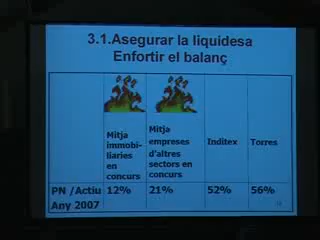 3.1.Asegurar la liquidesa
Enfortir el balanç
Mitja
immobi-
liaries
en
concurs
Mitja
empreses
d'altres
sectors en
concurs
Inditex
Torres
PN /Actiu
Any 2007
12%
21%
52%
56%